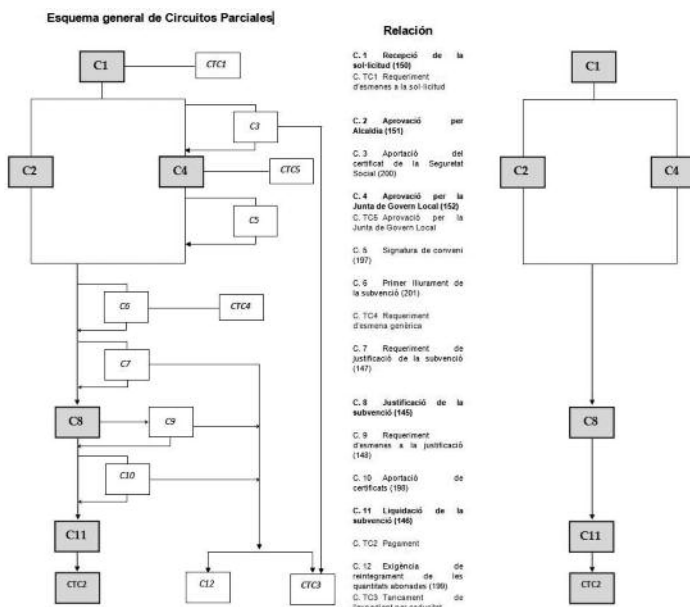 Esquema general de Circuitos Parciales
C1
CTC1
C3
C2
C4
CTC5
C5
C6
CTC4
C7
C8
C9
C10
C11
CTC2
C12
CTC3
Relación
C. 1 Recepció de la
sol·licitud (150)
C. TC1 Requeriment
d'esmenes a la sol·licitud
C. 2 Aprovació per
Alcaldia (151)
C. 3 Aportació del
certificat de la Seguretat
Social (200)
C. 4 Aprovació per la
Junta de Govern Local (152)
C. TC5 Aprovació per la
Junta de Govern Local
C. 5 Signatura de conveni
(197)
C. 6 Primer lliurament de
la subvenció (201)
C. TC4 Requeriment
d'esmena genèrica
C. 7 Requeriment de
justificació de la subvenció
(147)
C. 8 Justificació de la
subvenció (145)
C. 9 Requeriment
d'esmenes a la justificació
(148)
C. 10 Aportació de
certificats (198)
C. 11 Liquidació de la
subvenció (146)
C. TC2 Pagament
C. 12 Exigència de
reintegrament de les
quantitats abonades (199)
C. TC3 Tancament de
C1
C2
C4
C8
C11
CTC2